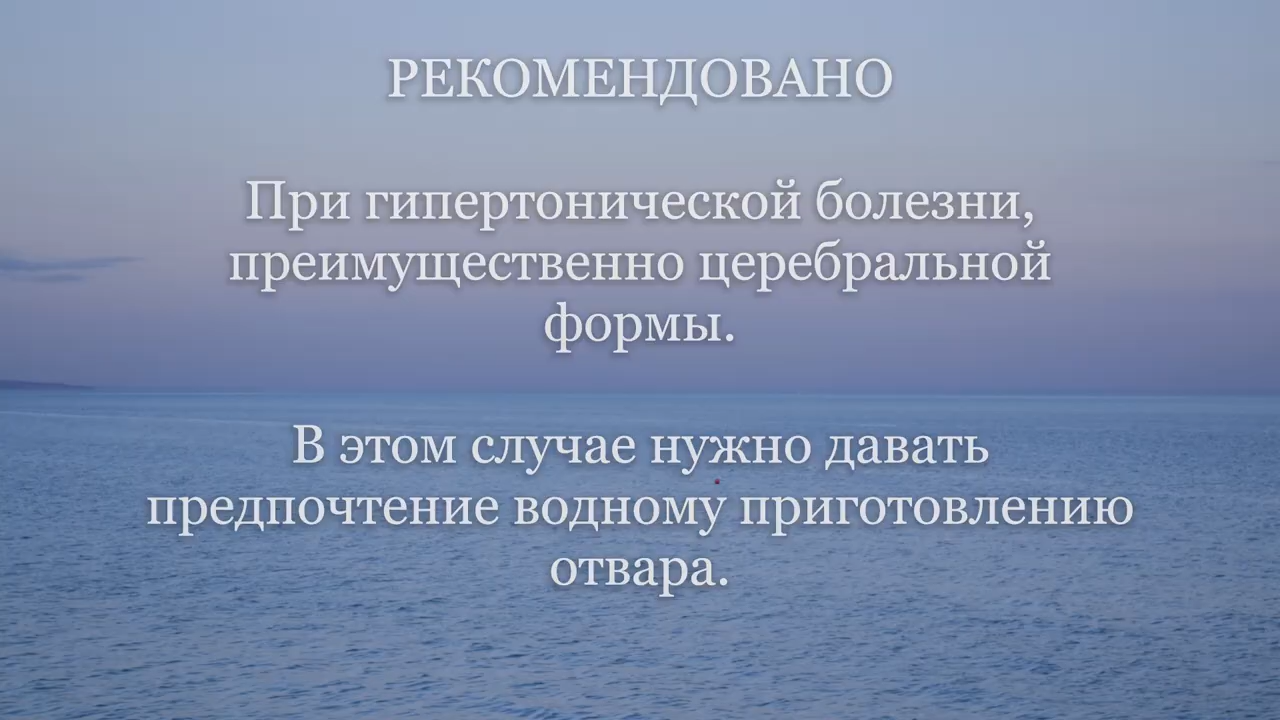 РЕКОМЕНДОВАНО
При гипертонической болезни,
преимущественно церебральной
формы.
В этом случае нужно давать
предпочтение водному приготовлению
отвара.